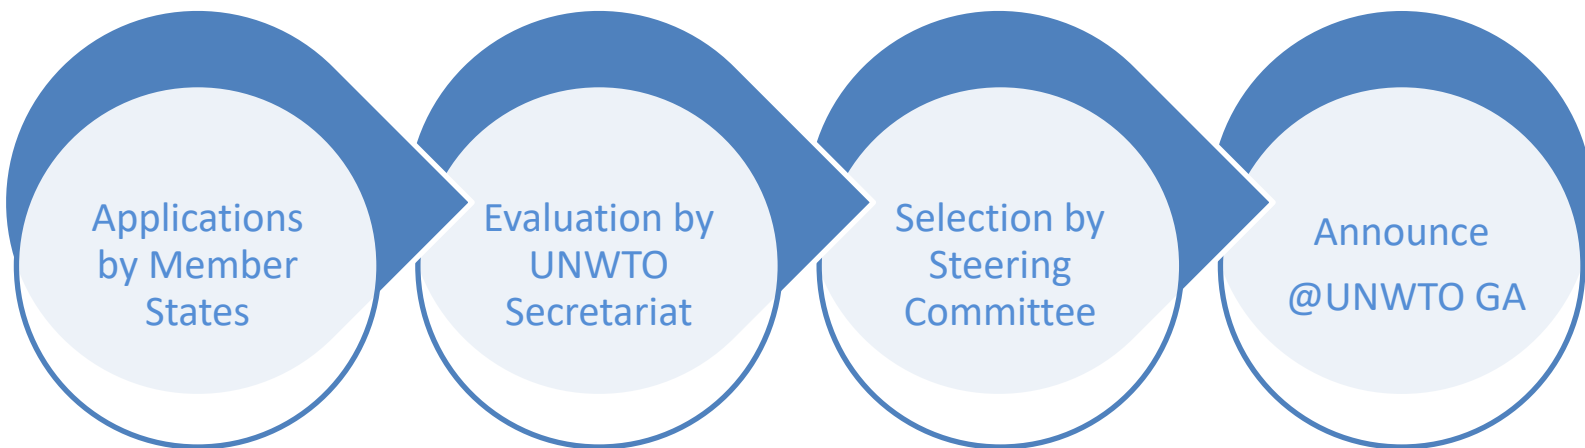 Applications
by Member
States
Evaluation by
UNWTO
Secretariat
Selection by
Steering
Committee
Announce
@UNWTO GA